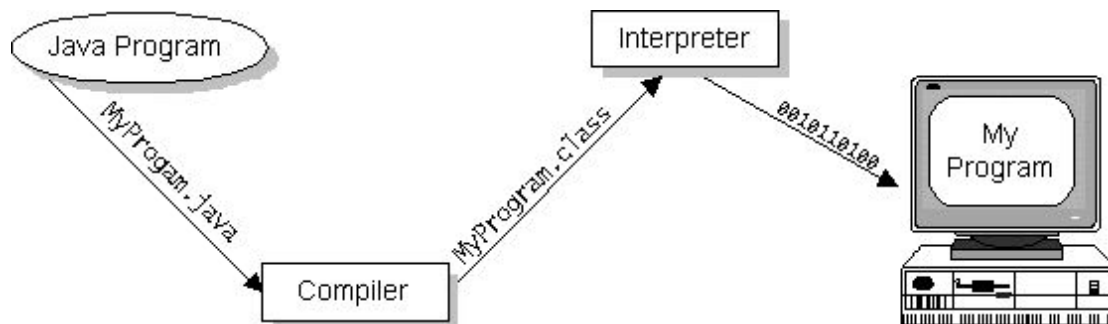 Java Program
MyProgam.java
Compiler
MyProgram.class
Interpreter
0010110100
My
Program